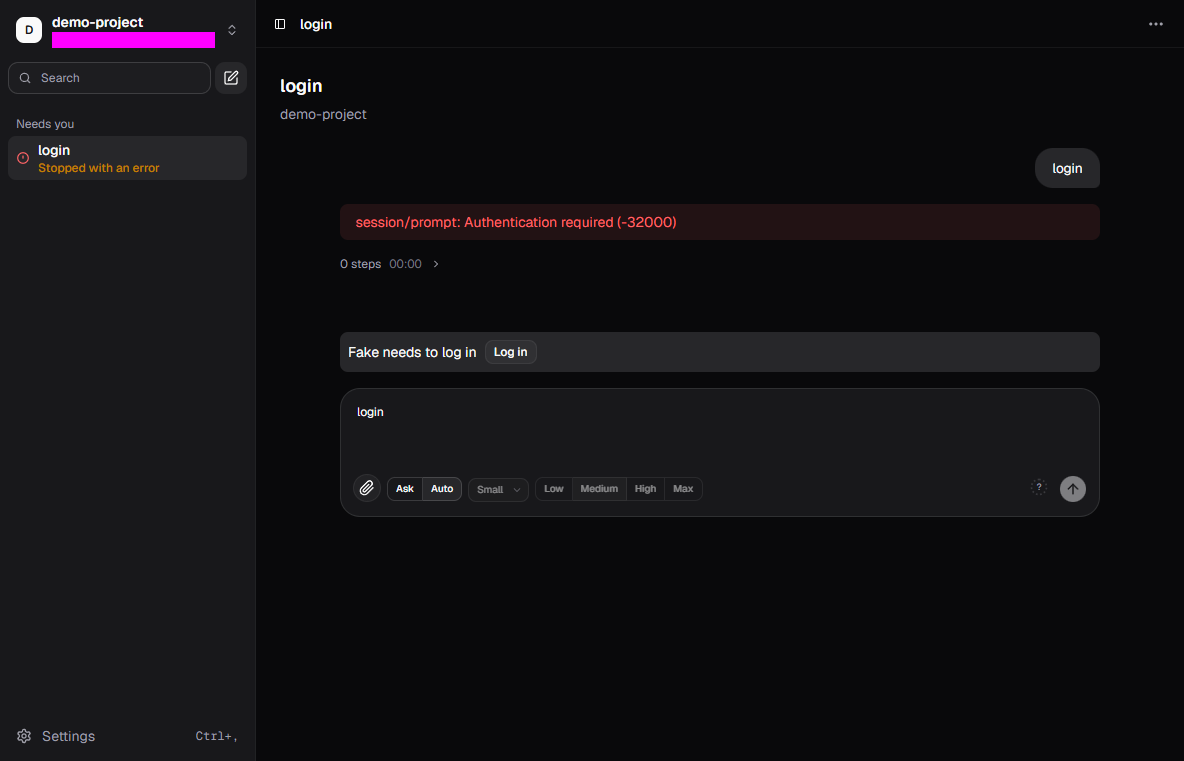 D
demo-project
Search
Needs you
login
Stopped with an error
Settings
Ctrl+,
login
login
demo-project
login
session/prompt: Authentication required (-32000)
0 steps 00:00
Fake needs to log in Log in
login
Ask Auto Small Low Medium High Max ?